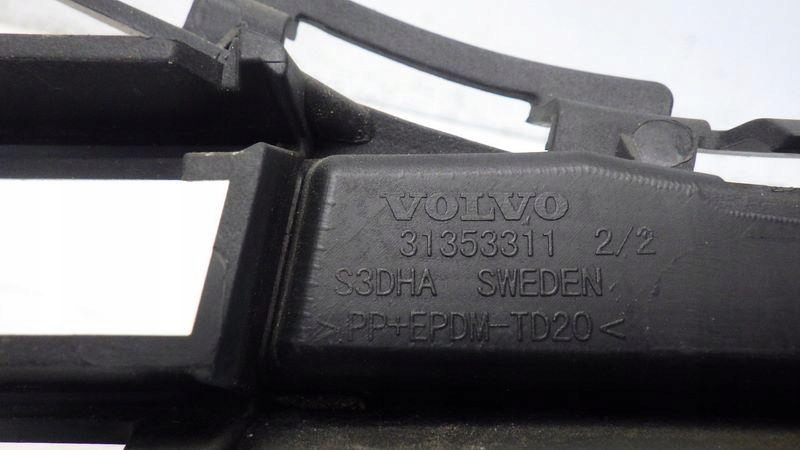 VOLVO
31353311 2/2
S3DHA SWEDEN
>PP+EPDM-TD20<